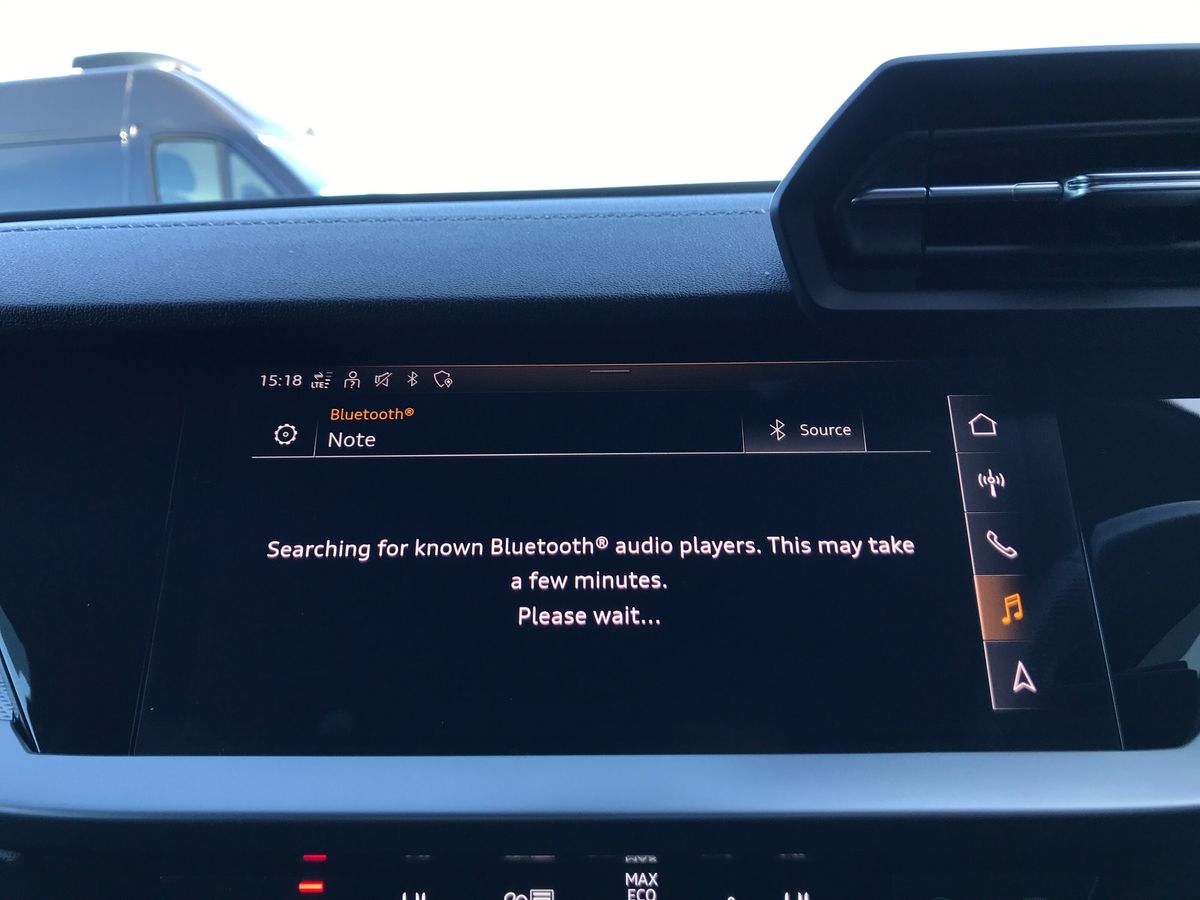 15:18
LTE
Bluetooth®
Note
Source
Searching for known Bluetooth® audio players. This may take
a few minutes.
Please wait...
MAX
ECO